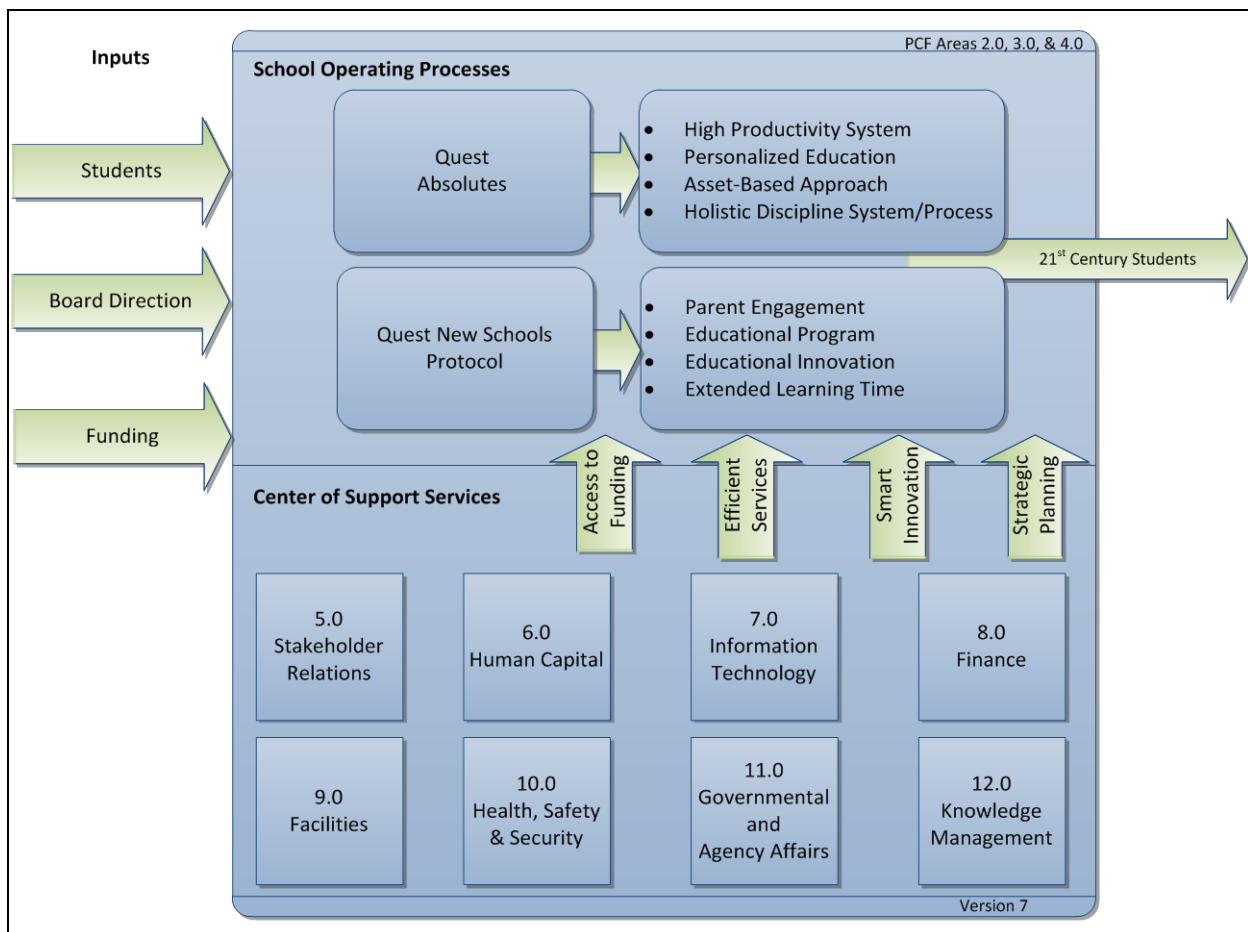 Inputs
PCF Areas 2.0, 3.0, & 4.0
School Operating Processes
Students
Board Direction
Funding
Quest
Absolutes
• High Productivity System
• Personalized Education
• Asset-Based Approach
• Holistic Discipline System/Process
Quest New Schools
Protocol
• Parent Engagement
• Educational Program
• Educational Innovation
• Extended Learning Time
21st Century Students
Access to
Funding
Efficient
Services
Smart
Innovation
Strategic
Planning
Center of Support Services
5.0
Stakeholder
Relations
6.0
Human Capital
7.0
Information
Technology
8.0
Finance
9.0
Facilities
10.0
Health, Safety
& Security
11.0
Governmental
and
Agency Affairs
12.0
Knowledge
Management
Version 7